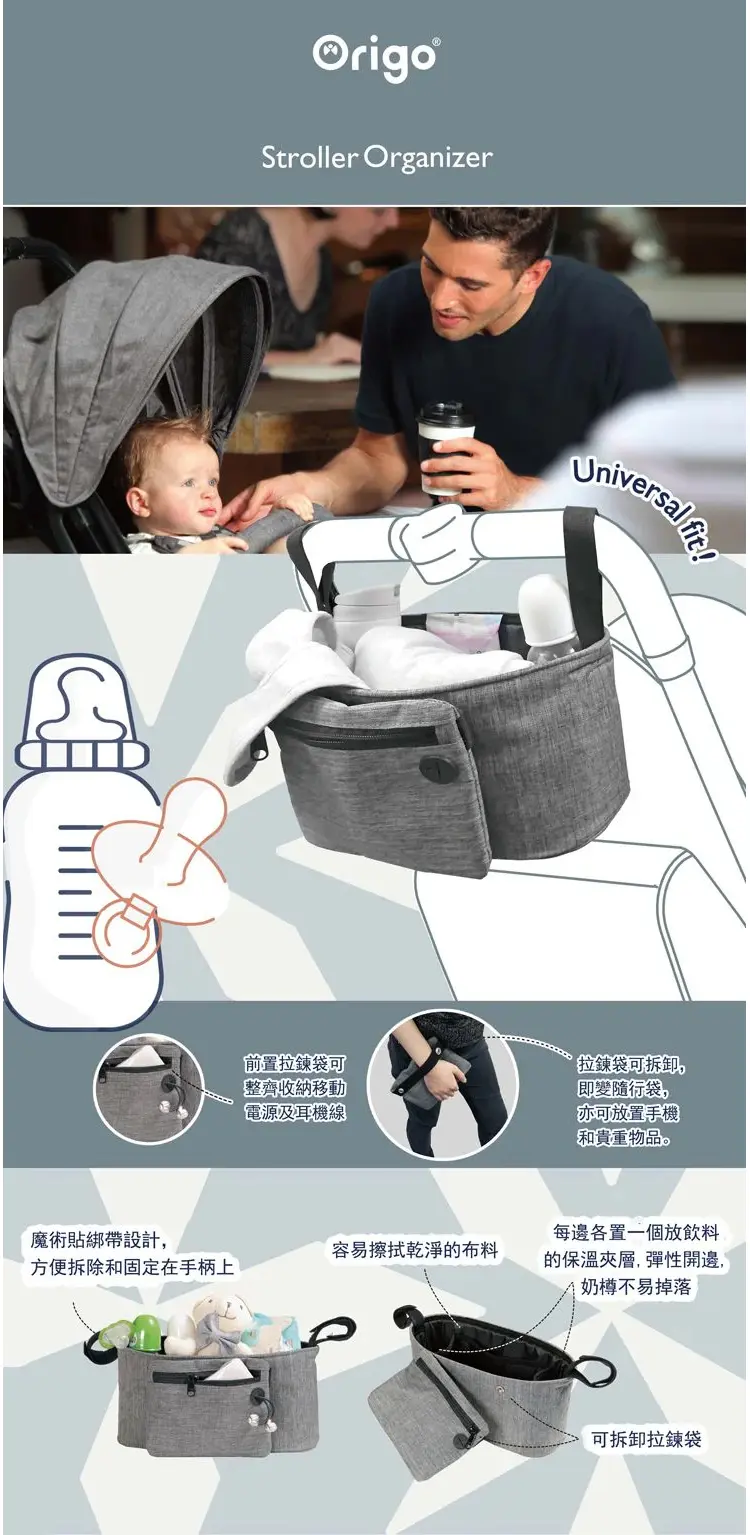 Origo®
Stroller Organizer
Universal fit!
前置拉鍊袋可
整齊收納移動
電源及耳機線
拉鍊袋可拆卸,
即變隨行袋,
亦可放置手機
和貴重物品。
魔術貼綁帶設計,
方便拆除和固定在手柄上
容易擦拭乾淨的布料
每邊各置一個放飲料
的保溫夾層, 彈性開邊,
奶樽不易掉落
可拆卸拉鍊袋